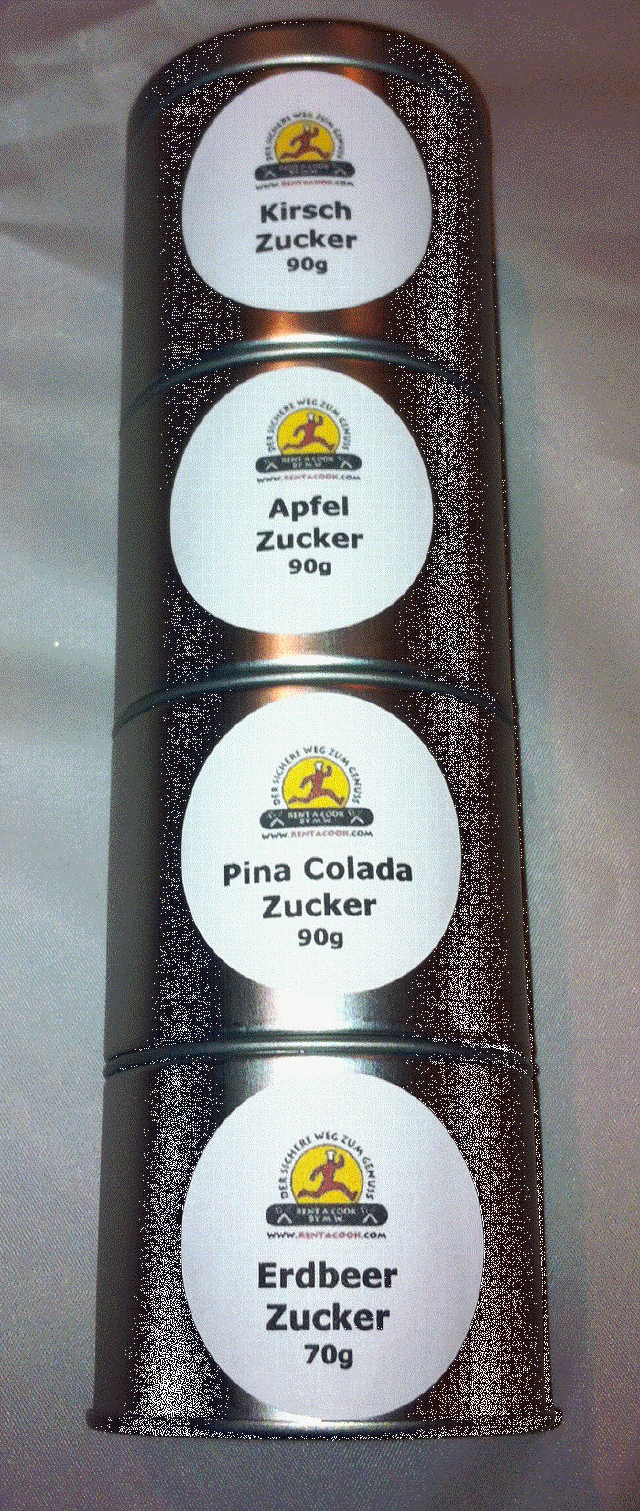 DER SICHERE WEG ZUM GENUSS
WWW.RENTACOOK.COM
Kirsch
Zucker
90g
DER SICHERE WEG ZUM GENUSS
RENT A COOK
BY M.W.
WWW.RENTACOOK.COM
Apfel
Zucker
90g
DER SICHERE WEG ZUM GENUSS
RENT A COOK
BY M.W.
WWW.RENTACOOK.COM
Pina Colada
Zucker
90g
DER SICHERE WEG ZUM GENUSS
RENT A COOK
BY M.W.
WWW.RENTACOOK.COM
Erdbeer
Zucker
70g